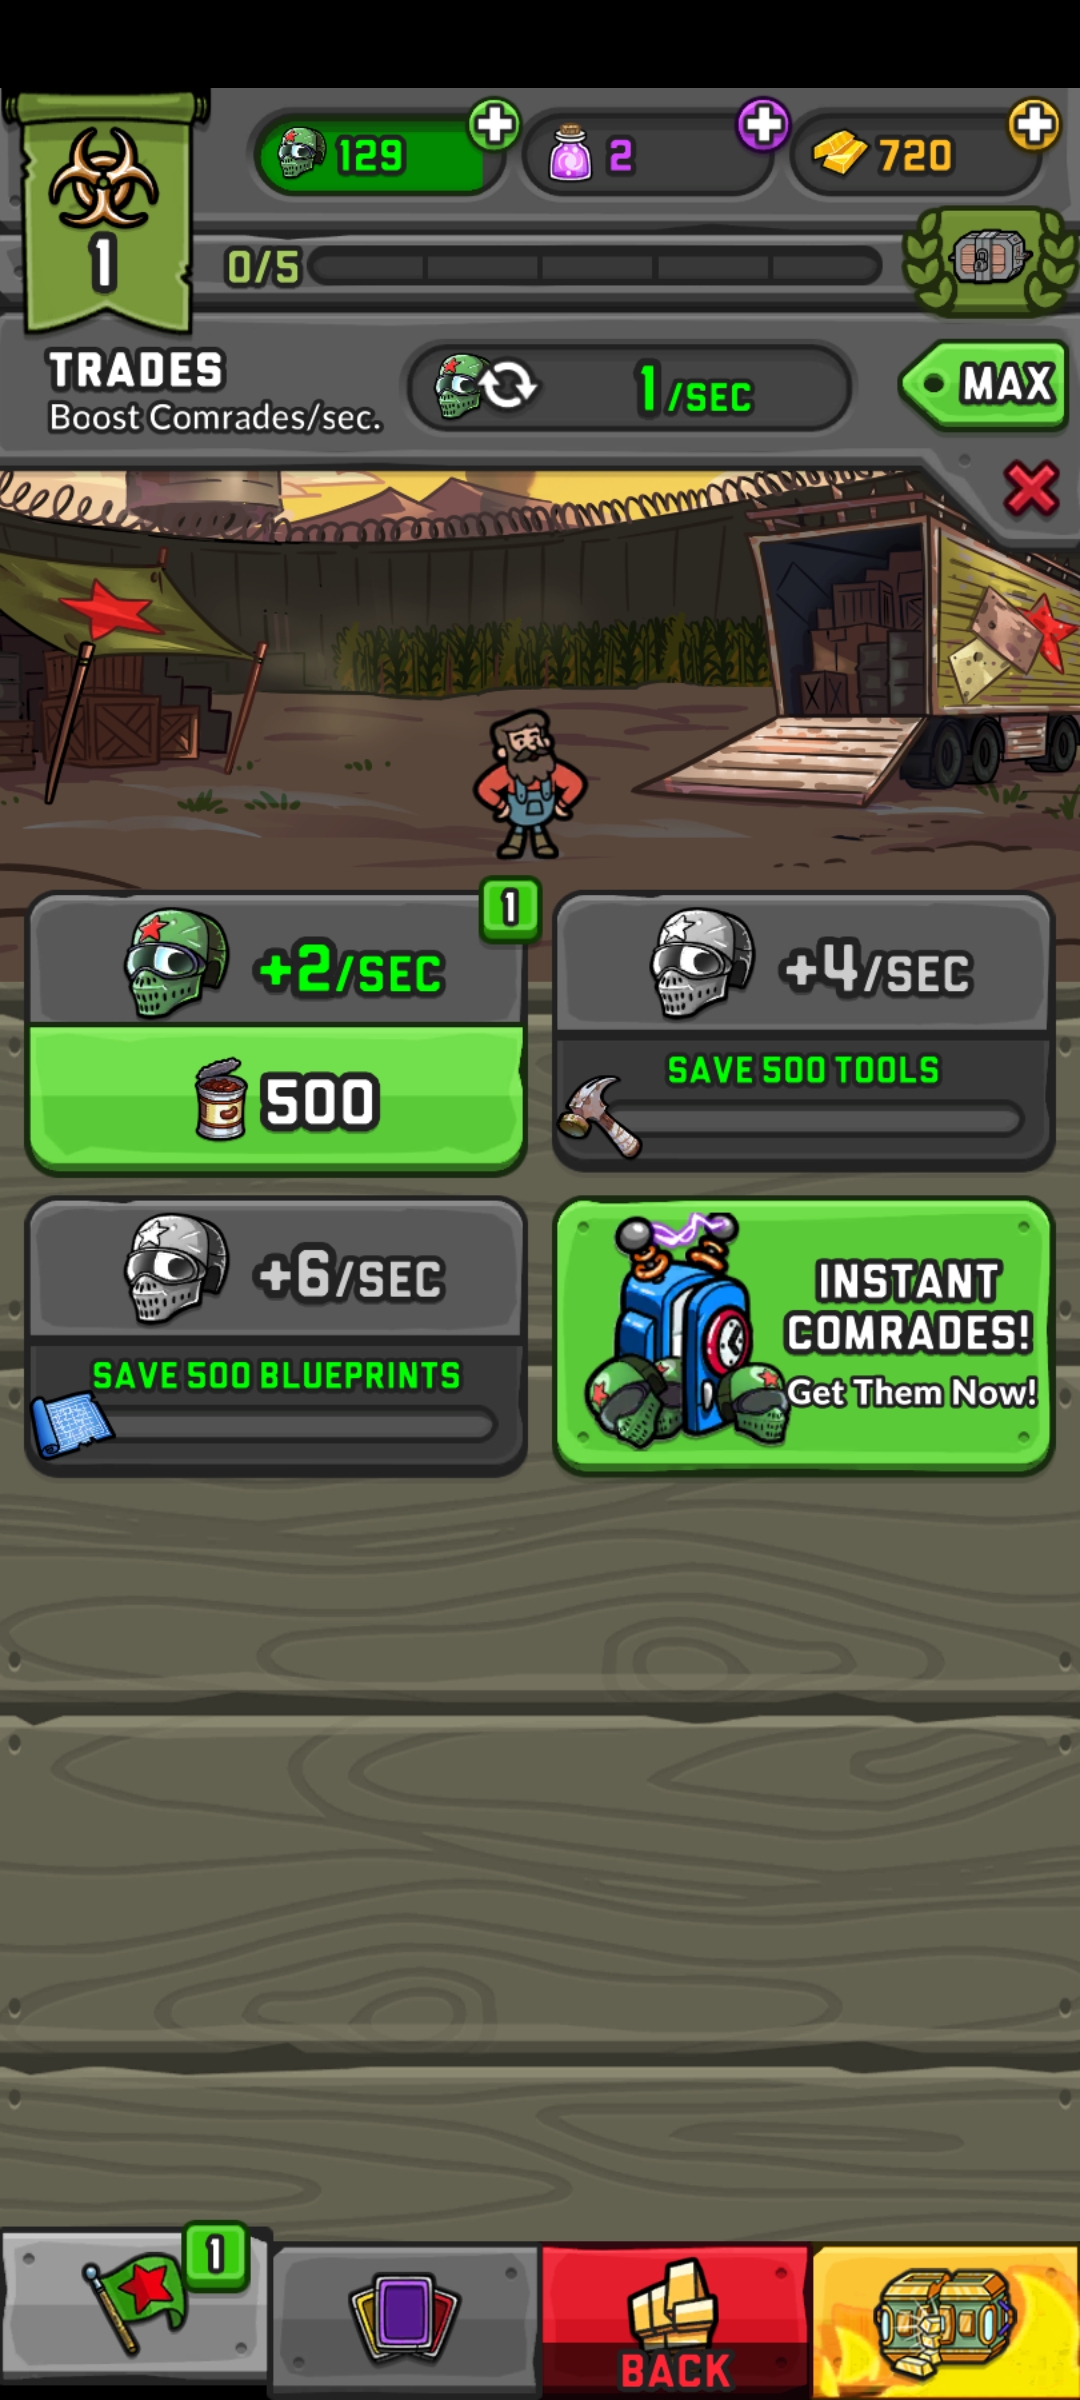 129
2
720
1
0/5
TRADES
Boost Comrades/sec.
1/SEC
MAX
1
+2/SEC
500
+4/SEC
SAVE 500 TOOLS
+6/SEC
SAVE 500 BLUEPRINTS
INSTANT
COMRADES!
Get Them Now!
1
BACK